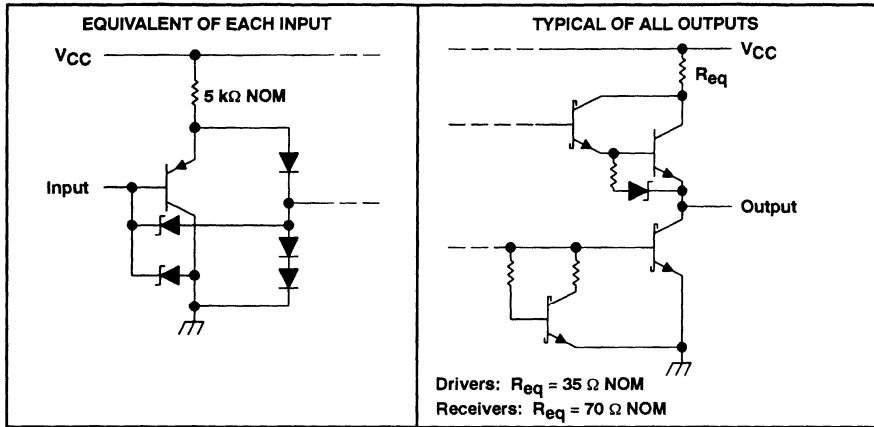 EQUIVALENT OF EACH INPUT
VCC
5 kΩ NOM
Input
TYPICAL OF ALL OUTPUTS
VCC
Req
Output
Drivers: Req = 35 Ω NOM
Receivers: Req = 70 Ω NOM